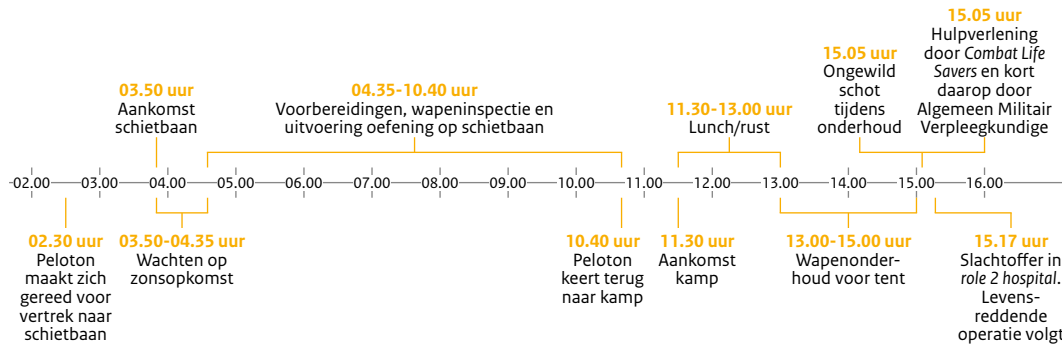 15.05 uur
Hulpverlening
door Combat Life
Savers en kort
daarop door
Algemeen Militair
Verpleegkundige
15.05 uur
Ongewild
schot
tijdens
onderhoud
03.50 uur
Aankomst
schietbaan
04.35-10.40 uur
Voorbereidingen, wapeninspectie en
uitvoering oefening op schietbaan
11.30-13.00 uur
Lunch/rust
02.00 03.00 04.00 05.00 06.00 07.00 08.00 09.00 10.00 11.00 12.00 13.00 14.00 15.00 16.00
02.30 uur
Peloton
maakt zich
gereed voor
vertrek naar
schietbaan
03.50-04.35 uur
Wachten op
zonsopkomst
10.40 uur
Peloton
keert terug
naar kamp
11.30 uur
Aankomst
kamp
13.00-15.00 uur
Wapenonder-
houd voor tent
15.17 uur
Slachtoffer in
role 2 hospital.
Levens-
reddende
operatie volgt